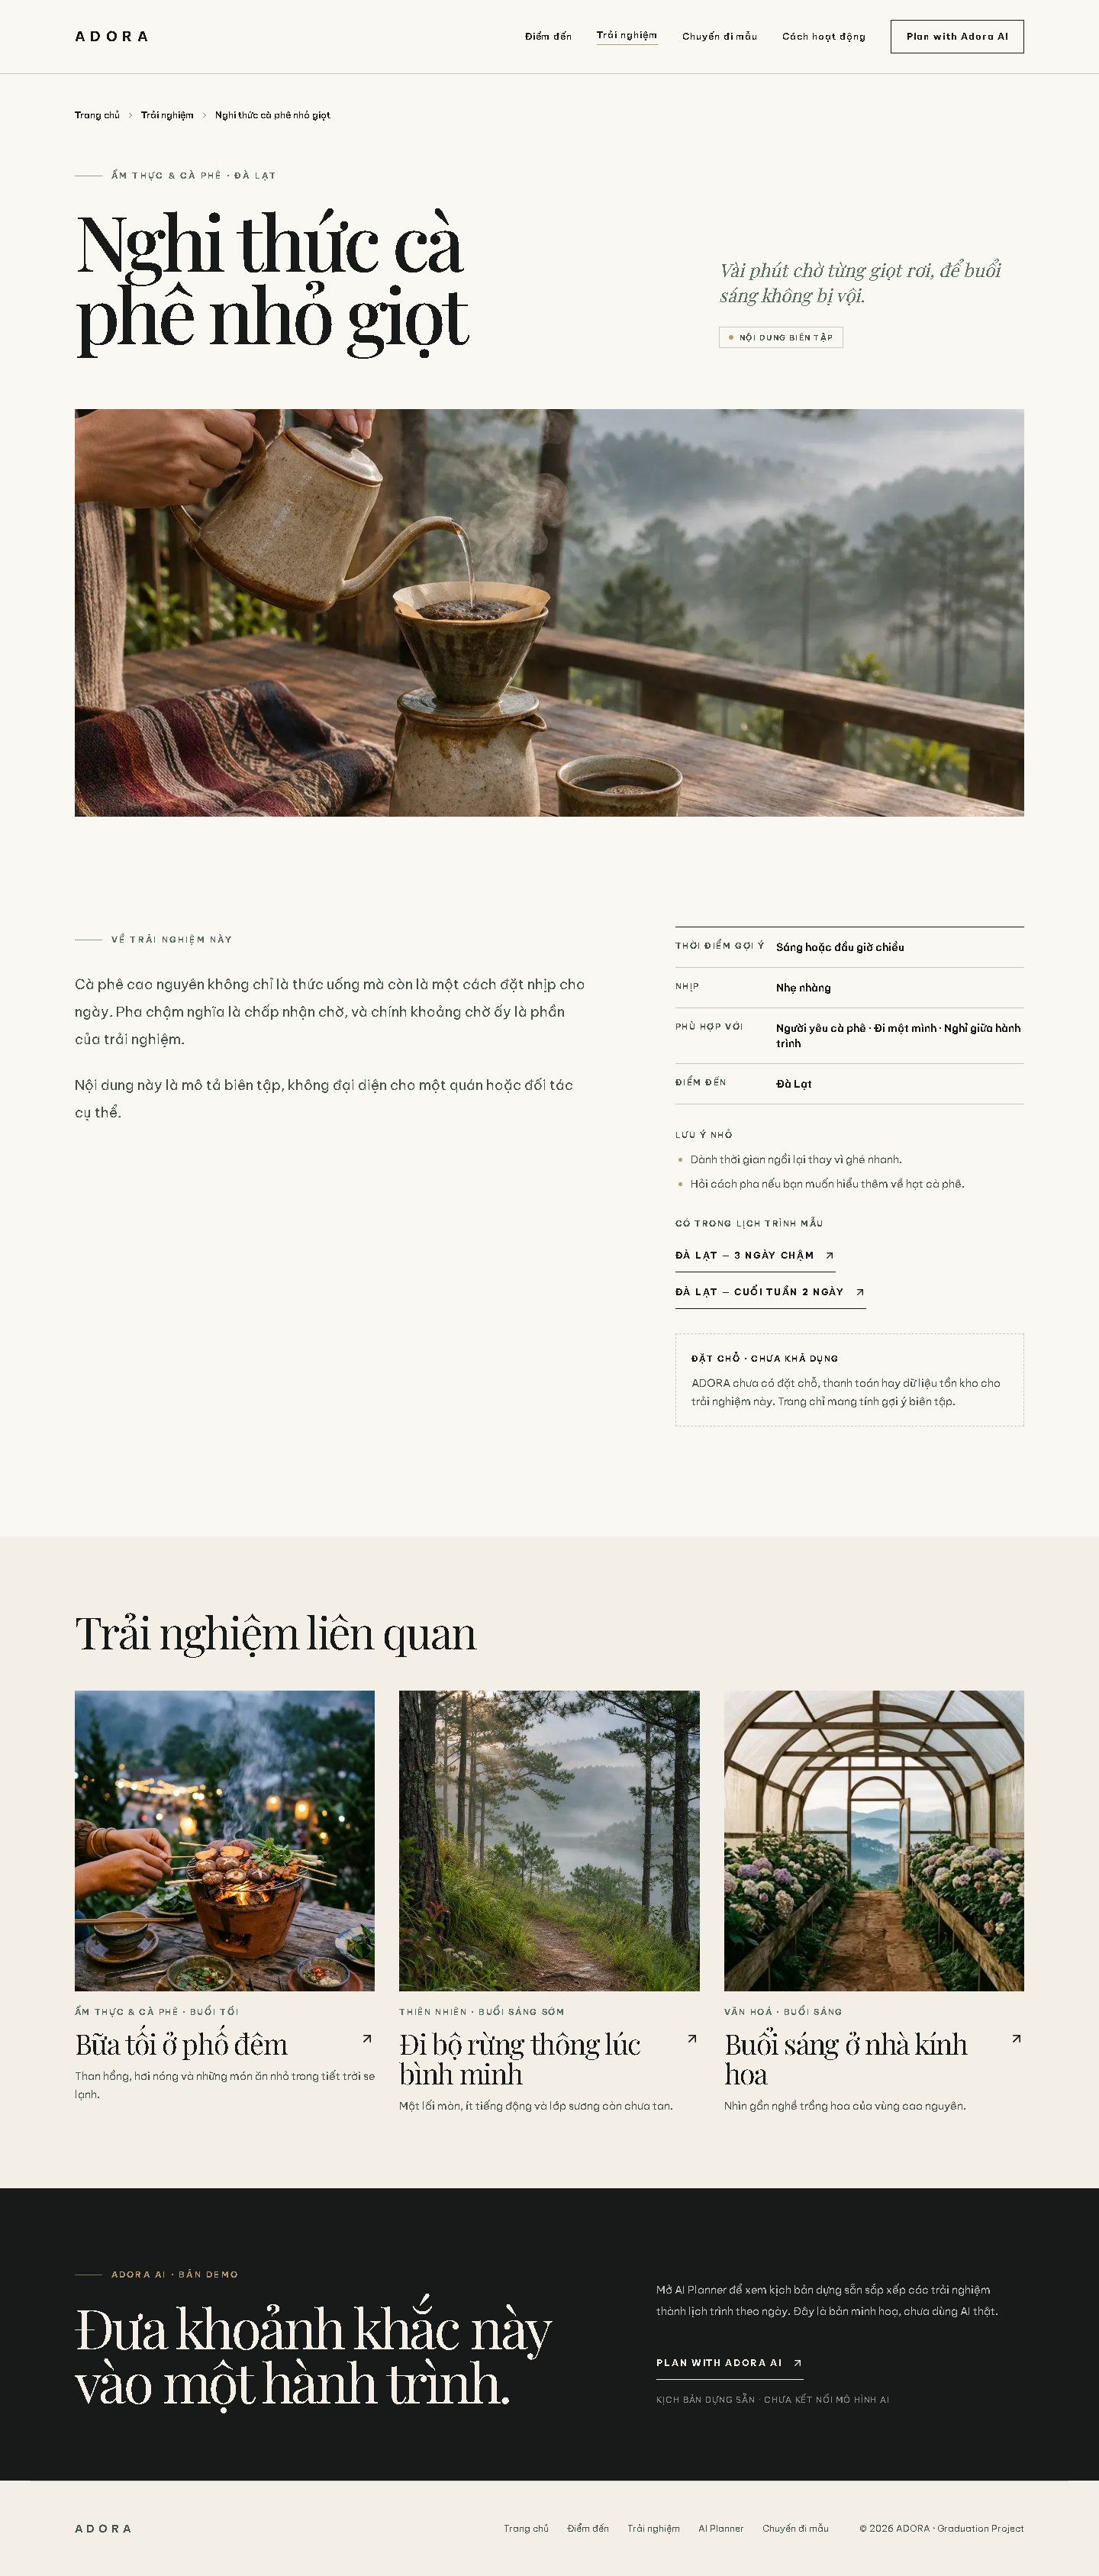 ADORA
Điểm đến
Trải nghiệm
Chuyến đi mẫu
Cách hoạt động
Plan with Adora AI
Trang chủ > Trải nghiệm > Nghi thức cà phê nhỏ giọt
ẨM THỰC & CÀ PHÊ · ĐÀ LẠT
Nghi thức cà
phê nhỏ giọt
Vài phút chờ từng giọt rơi, để buổi
sáng không bị vội.
NỘI DUNG BIÊN TẬP
VỀ TRẢI NGHIỆM NÀY
Cà phê cao nguyên không chỉ là thức uống mà còn là một cách đặt nhịp cho
ngày. Pha chậm nghĩa là chấp nhận chờ, và chính khoảng chờ ấy là phần
của trải nghiệm.
Nội dung này là mô tả biên tập, không đại diện cho một quán hoặc đối tác
cụ thể.
THỜI ĐIỂM GỢI Ý Sáng hoặc đầu giờ chiều
NHỊP Nhẹ nhàng
PHÙ HỢP VỚI Người yêu cà phê · Đi một mình · Nghỉ giữa hành
trình
ĐIỂM ĐẾN Đà Lạt
LƯU Ý NHỎ
Dành thời gian ngồi lại thay vì ghé nhanh.
Hỏi cách pha nếu bạn muốn hiểu thêm về hạt cà phê.
CÓ TRONG LỊCH TRÌNH MẪU
ĐÀ LẠT — 3 NGÀY CHẬM
ĐÀ LẠT — CUỐI TUẦN 2 NGÀY
ĐẶT CHỖ · CHƯA KHẢ DỤNG
ADORA chưa có đặt chỗ, thanh toán hay dữ liệu tồn kho cho
trải nghiệm này. Trang chỉ mang tính gợi ý biên tập.
Trải nghiệm liên quan
ẨM THỰC & CÀ PHÊ · BUỔI TỐI
Bữa tối ở phố đêm
Than hồng, hơi nóng và những món ăn nhỏ trong tiết trời se
lạnh.
THIÊN NHIÊN · BUỔI SÁNG SỚM
Đi bộ rừng thông lúc
bình minh
Một lối mòn, ít tiếng động và lớp sương còn chưa tan.
VĂN HOÁ · BUỔI SÁNG
Buổi sáng ở nhà kính
hoa
Nhìn gần nghề trồng hoa của vùng cao nguyên.
ADORA AI · BẢN DEMO
Đưa khoảnh khắc này
vào một hành trình.
Mở AI Planner để xem kịch bản dựng sẵn sắp xếp các trải nghiệm
thành lịch trình theo ngày. Đây là bản minh hoạ, chưa dùng AI thật.
PLAN WITH ADORA AI
KỊCH BẢN DỰNG SẴN · CHƯA KẾT NỐI MÔ HÌNH AI
ADORA
Trang chủ
Điểm đến
Trải nghiệm
AI Planner
Chuyến đi mẫu
© 2026 ADORA · Graduation Project